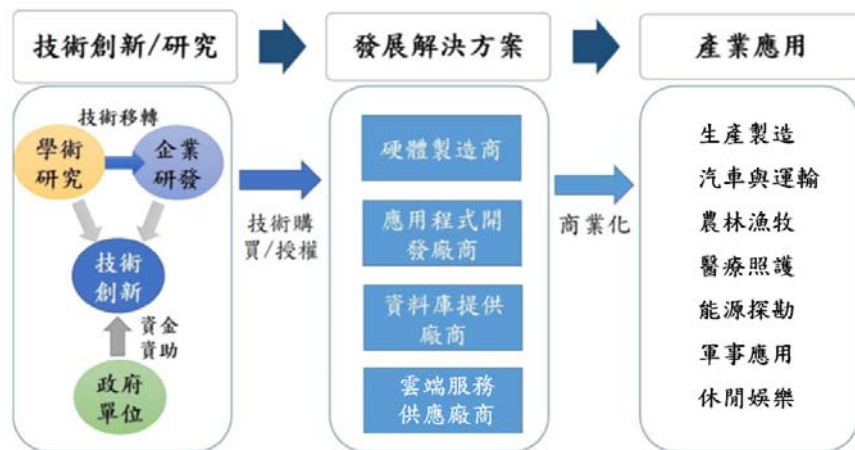 技術創新/研究
發展解決方案
產業應用
技術移轉
學術
研究
企業
研發
技術
創新
資金
資助
政府
單位
技術購
買/授權
硬體製造商
應用程式開
發廠商
資料庫提供
廠商
雲端服務
供應廠商
商業化
生產製造
汽車與運輸
農林漁牧
醫療照護
能源探勘
軍事應用
休閒娛樂